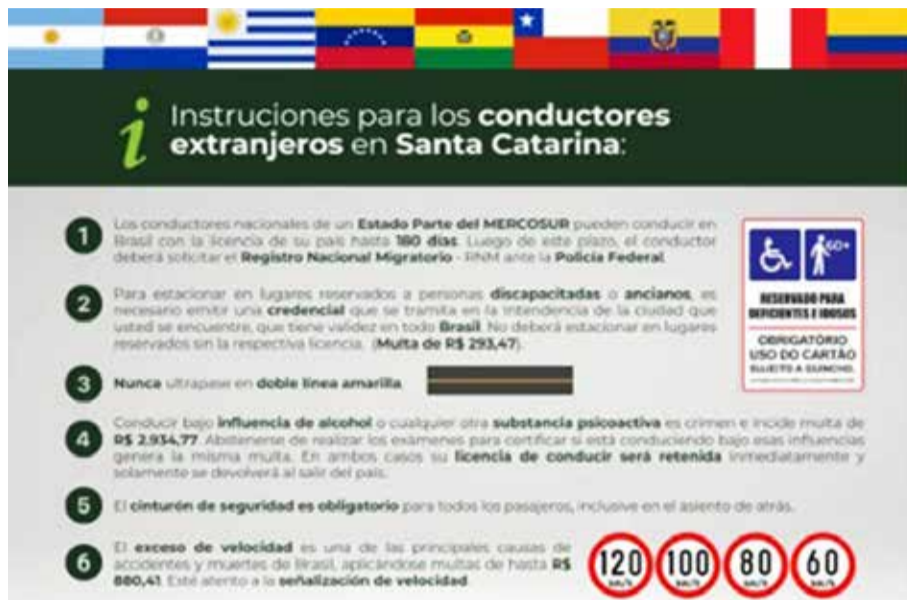 Instruciones para los conductores
extranjeros en Santa Catarina:
1
Los conductores nacionales de un Estado Parte del MERCOSUR pueden conducir en
Brasil con la licencia de su país hasta 180 días. Luego de este plazo, el conductor
deberá solicitar el Registro Nacional Migratorio - RNM ante la Policía Federal
2
Para estacionar en lugares reservados a personas discapacitadas o ancianos, es
necesario emitir una credencial que se tramita en la intendencia de la ciudad que
usted se encuentre, que tiene validez en todo Brasil. No deberá estacionar en lugares
reservados sin la respectiva licencia. (Multa de R$ 293,47).
60+
RESERVADO PARA
DEFICIENTES E IDOSOS
OBRIGATÓRIO
USO DO CARTÃO
SUJEITO A GUINCHO.
3
Nunca ultrapase en doble línea amarilla
4
Conducir bajo influencia de alcohol o cualquier otra substancia psicoactiva es crimen e incide multa de
R$ 2.934,77. Abstenerse de realizar los exámenes para certificar si está conduciendo bajo esas influencias
genera la misma multa. En ambos casos su licencia de conducir será retenida inmediatamente y
solamente se devolverá al salir del país.
5
El cinturón de seguridad es obligatorio para todos los pasajeros, inclusive en el asiento de atrás.
6
El exceso de velocidad es una de las principales causas de
accidentes y muertes de Brasil, aplicándose multas de hasta R$
880,41. Esté atento a la señalización de velocidad
120 km/h 100 km/h 80 km/h 60 km/h